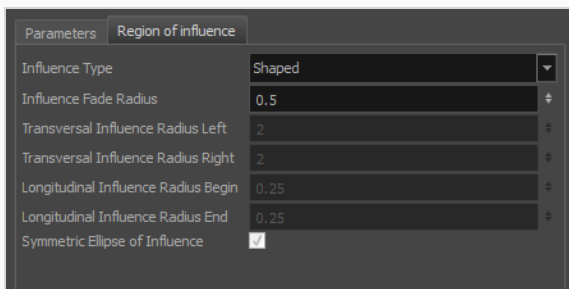 Parameters Region of influence
Influence Type Shaped
Influence Fade Radius 0.5
Transversal Influence Radius Left 2
Transversal Influence Radius Right 2
Longitudinal Influence Radius Begin 0.25
Longitudinal Influence Radius End 0.25
Symmetric Ellipse of Influence